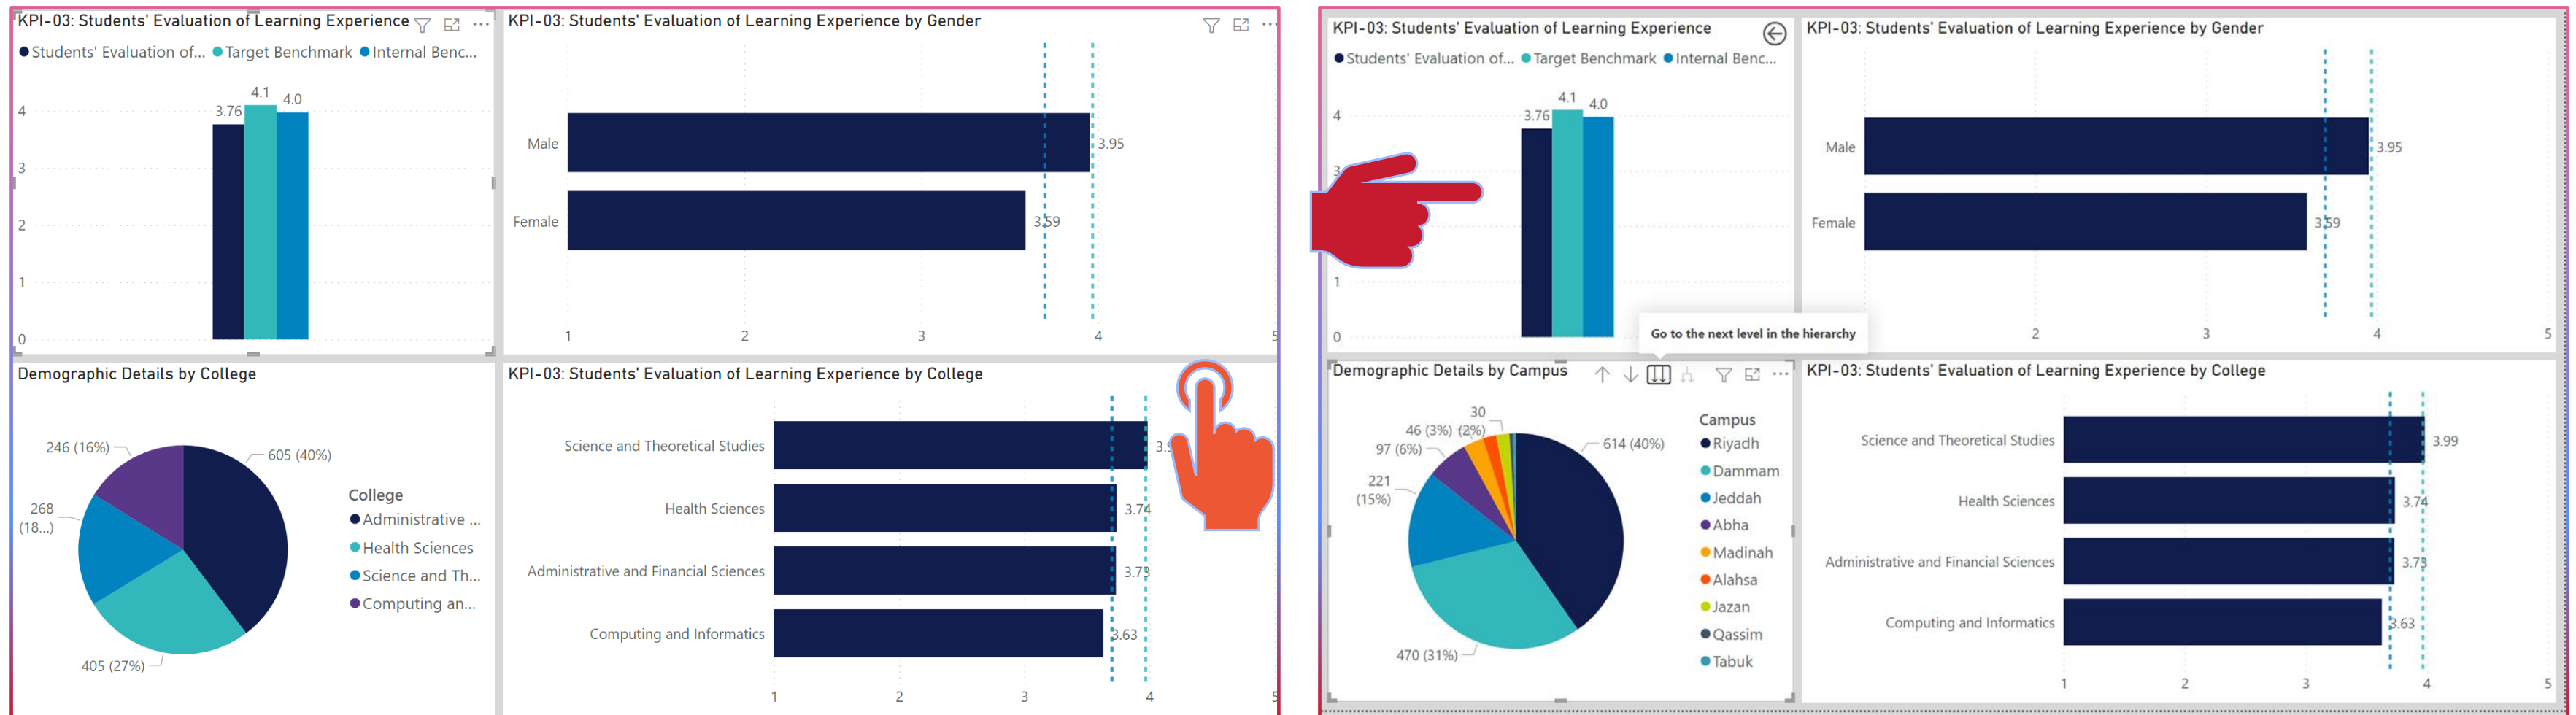 KPI-03: Students' Evaluation of Learning Experience
Students' Evaluation of... Target Benchmark Internal Benc...
4.1
4.0
3.76
4
3
2
1
0
KPI-03: Students' Evaluation of Learning Experience by Gender
Male 3.95
Female 3.59
1 2 3 4 5
Demographic Details by College
246 (16%)
605 (40%)
268
(18...)
405 (27%)
College
Administrative ...
Health Sciences
Science and Th...
Computing an...
KPI-03: Students' Evaluation of Learning Experience by College
Science and Theoretical Studies
Health Sciences 3.74
Administrative and Financial Sciences 3.73
Computing and Informatics 3.63
1 2 3 4 5
KPI-03: Students' Evaluation of Learning Experience
Students' Evaluation of... Target Benchmark Internal Benc...
4.1
4.0
3.76
4
3
1
0
KPI-03: Students' Evaluation of Learning Experience by Gender
Male 3.95
Female 3.59
2 3 4 5
Go to the next level in the hierarchy
Demographic Details by Campus
30
(2%)
46 (3%)
97 (6%)
221
(15%)
614 (40%)
470 (31%)
Campus
Riyadh
Dammam
Jeddah
Abha
Madinah
Alahsa
Jazan
Qassim
Tabuk
KPI-03: Students' Evaluation of Learning Experience by College
Science and Theoretical Studies 3.99
Health Sciences 3.74
Administrative and Financial Sciences 3.73
Computing and Informatics 3.63
1 2 3 4 5